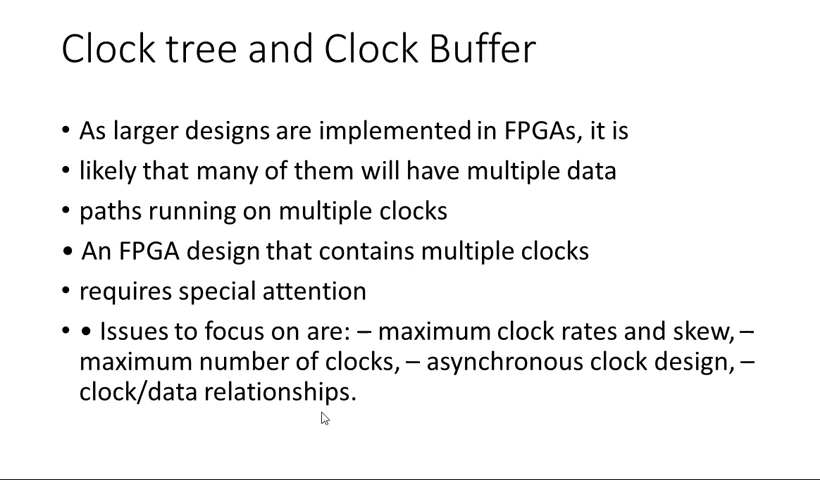 Clock tree and Clock Buffer
• As larger designs are implemented in FPGAs, it is
• likely that many of them will have multiple data
• paths running on multiple clocks
• An FPGA design that contains multiple clocks
• requires special attention
• • Issues to focus on are: – maximum clock rates and skew, –
maximum number of clocks, – asynchronous clock design, –
clock/data relationships.